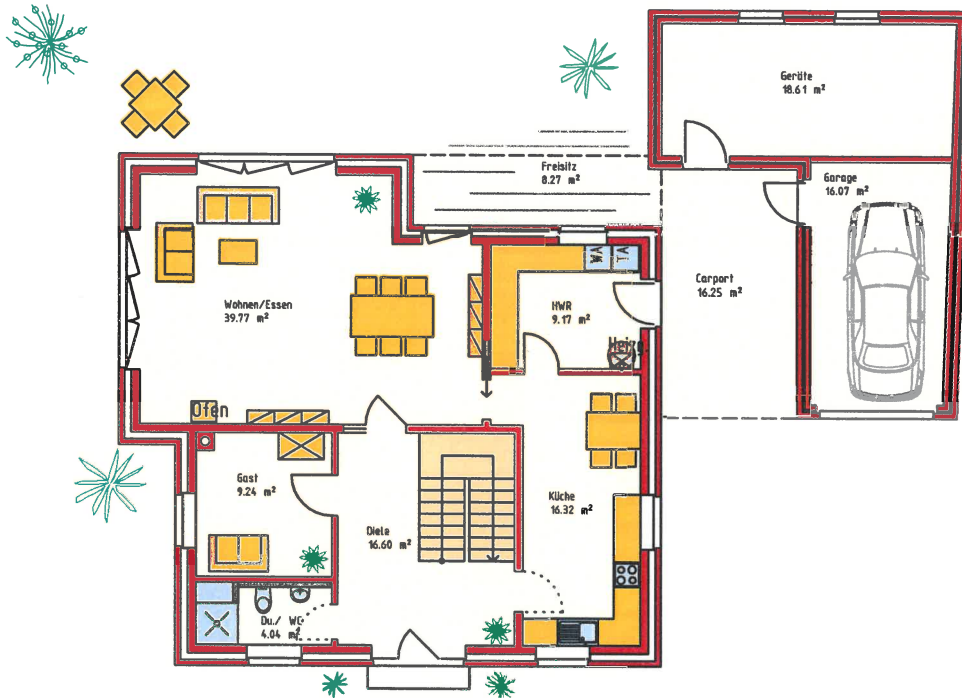 Geräte
18.61 m²
Freisitz
8.27 m²
Garage
16.07 m²
WA
TA
Carport
16.25 m²
Wohnen/Essen
39.77 m²
HWR
9.17 m²
Heizg.
Ofen
Gast
9.24 m²
Küche
16.32 m²
Diele
16.60 m²
Du./ WC
4.04 m²